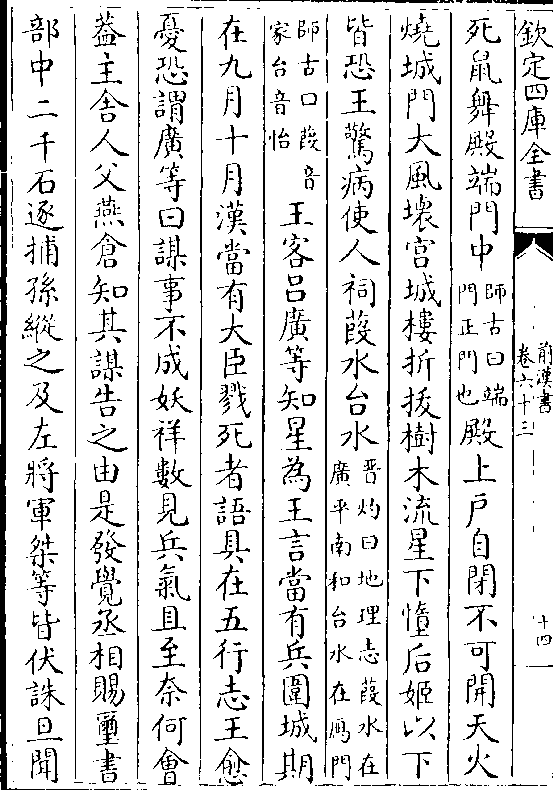 欽定四庫全書
前漢書
卷六十三
十四
死鼠舞殿端門中師古曰端門正門也殿上戶自閉不可開天火
燒城門大風壞宮城樓折拔樹木流星下墮后姬以下
皆恐王驚病使人祠葭水台水晉灼曰地理志葭水在廣平南和台水在鴈門
師古曰葭音家台音怡王客呂廣等知星為王言當有兵圍城期
在九月十月漢當有大臣戮死者語具在五行志王愈
憂恐謂廣等曰謀事不成妖祥數見兵氣且至奈何會
葢主舍人父燕倉知其謀告之由是發覺丞相賜璽書
部中二千石逐捕孫縱之及左將軍桀等皆伏誅旦聞